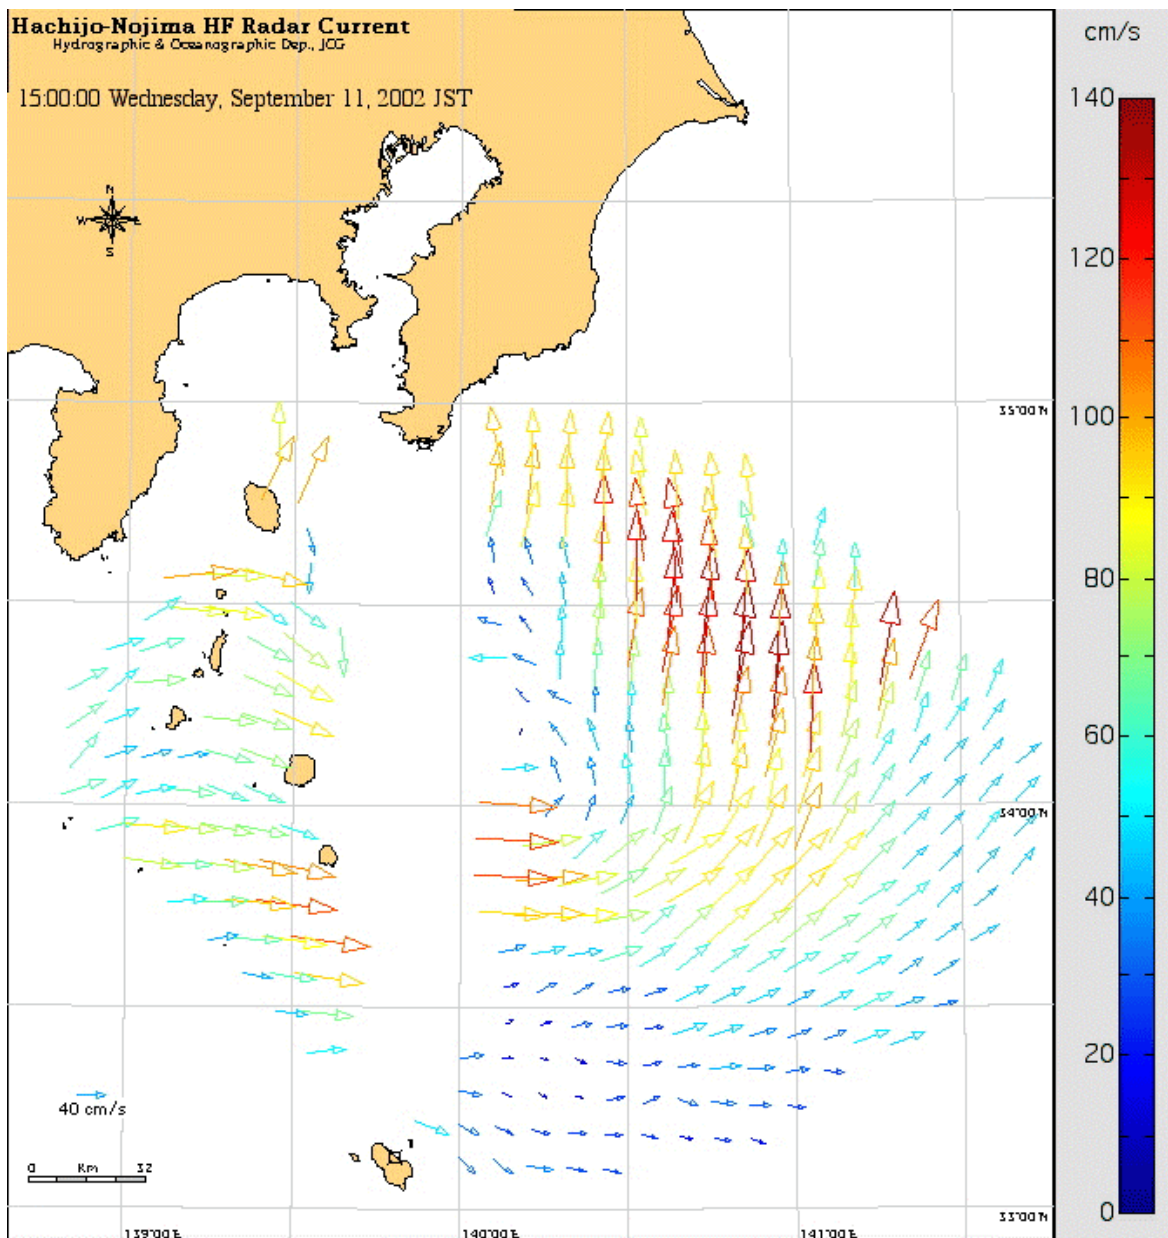 Hachijo-Nojima HF Radar Current
Hydrographic & Oceanographic Dep., JCG
15:00:00 Wednesday, September 11, 2002 JST
cm/s
140
120
100
80
60
40
20
0
N
W E
S
2
35°00'N
34°00'N
33°00'N
40 cm/s
0 Km 32
1
139°00'E
140°00'E
141°00'E